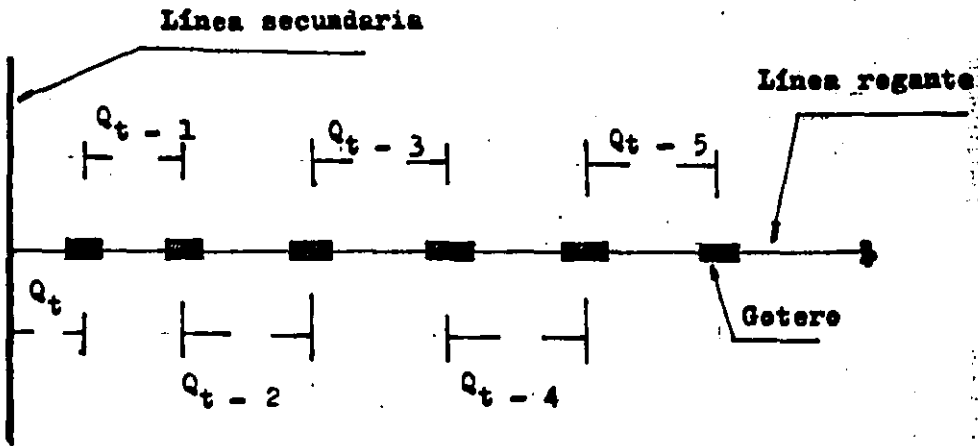 Línea secundaria
Línea regante
Qt - 1
Qt - 3
Qt - 5
Qt
Gotero
Qt - 2
Qt - 4